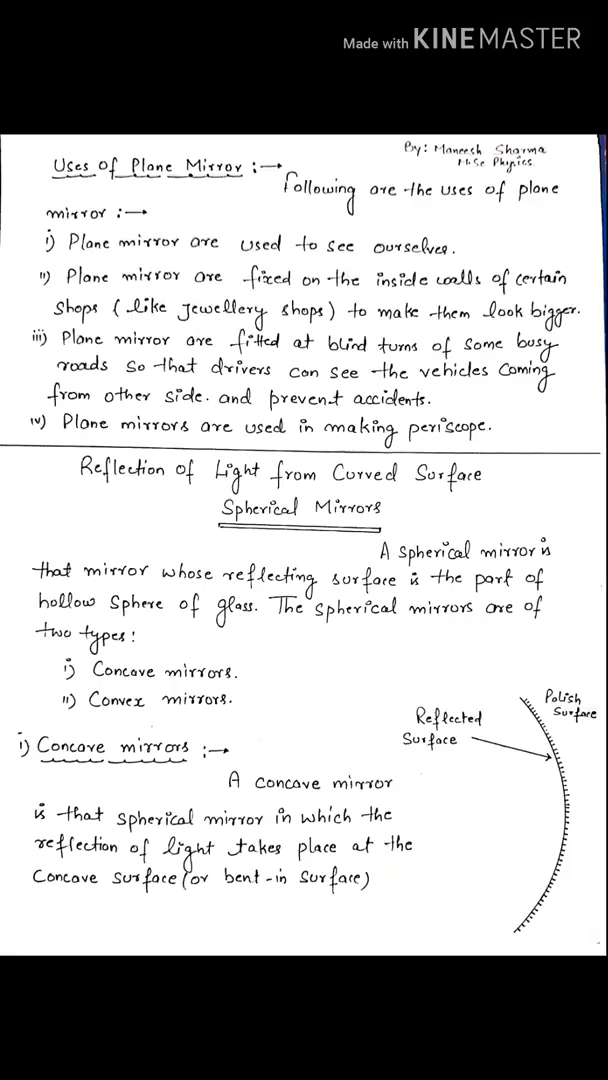 Made with KINEMASTER
By: Maneesh Sharma
M.Sc Physics
Uses of Plane Mirror :→
Following are the uses of plane
mirror :→
i) Plane mirror are used to see ourselves.
ii) Plane mirror are fixed on the inside walls of certain
shops (like Jewellery shops) to make them look bigger.
iii) Plane mirror are fitted at blind turns of some busy
roads so that drivers can see the vehicles coming
from other side. and prevent accidents.
iv) Plane mirrors are used in making periscope.
Reflection of Light from Curved Surface
Spherical Mirrors
A spherical mirror is
that mirror whose reflecting surface is the part of
hollow sphere of glass. The spherical mirrors are of
two types:
i) Concave mirrors.
ii) Convex mirrors.
Polish
Surface
Reflected
Surface
i) Concave mirrors :→
A concave mirror
is that spherical mirror in which the
reflection of light takes place at the
Concave surface (or bent-in surface)